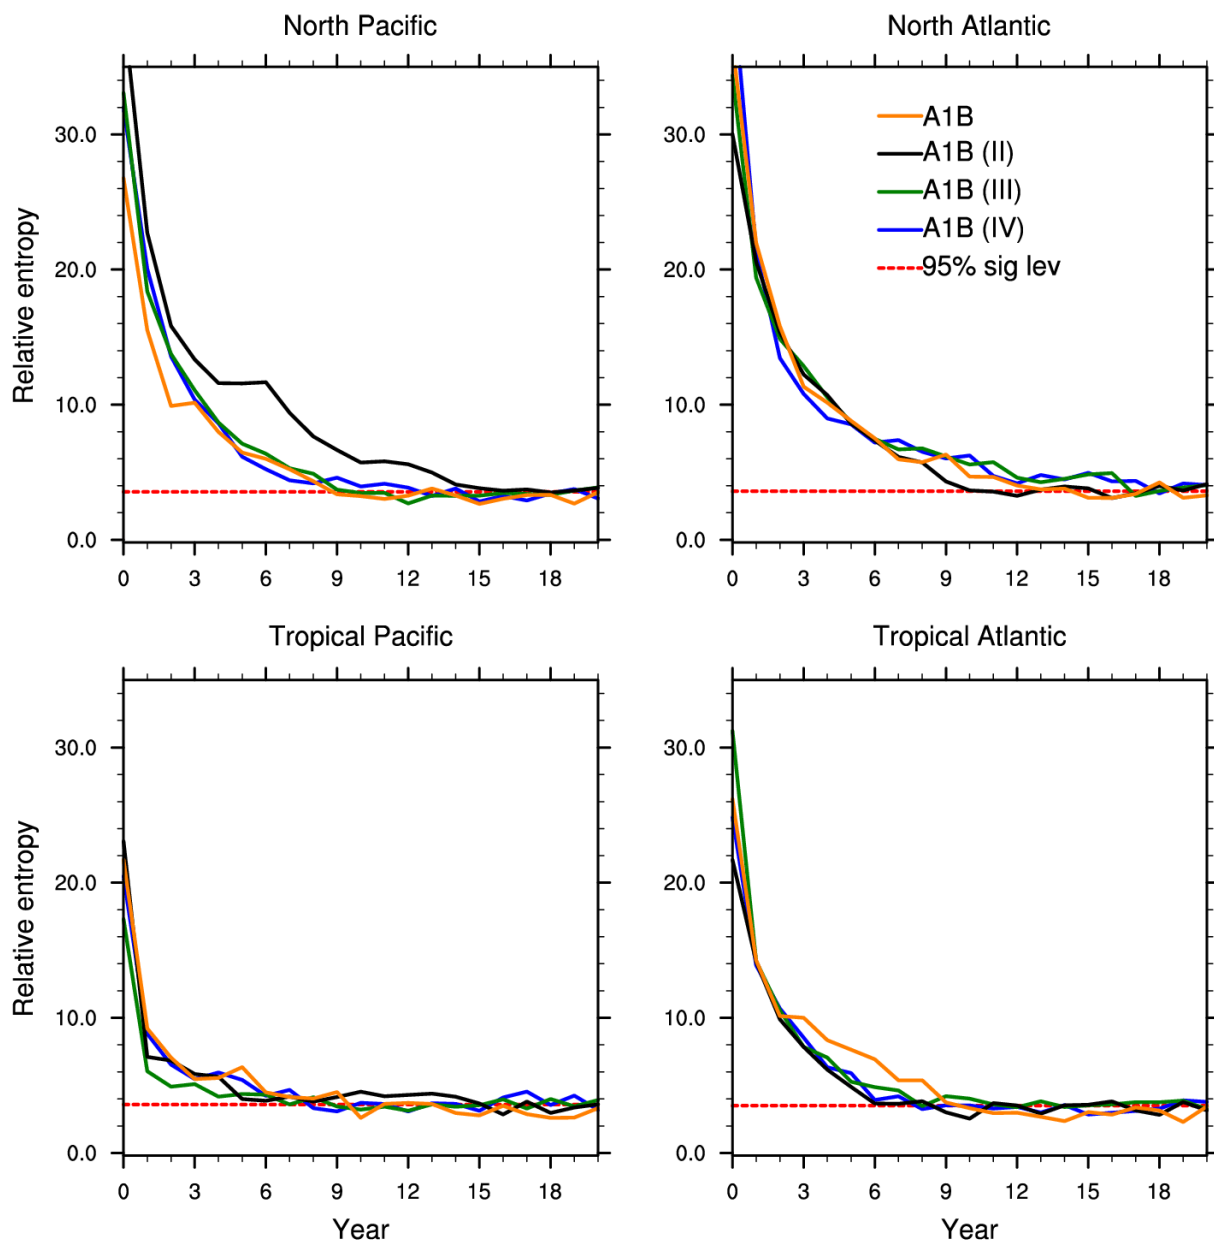 North Pacific
North Atlantic
Relative entropy
30.0
20.0
10.0
0.0
0 3 6 9 12 15 18
30.0
20.0
10.0
0.0
0 3 6 9 12 15 18
A1B
A1B (II)
A1B (III)
A1B (IV)
95% sig lev
Tropical Pacific
Tropical Atlantic
Relative entropy
30.0
20.0
10.0
0.0
0 3 6 9 12 15 18
Year
30.0
20.0
10.0
0.0
0 3 6 9 12 15 18
Year